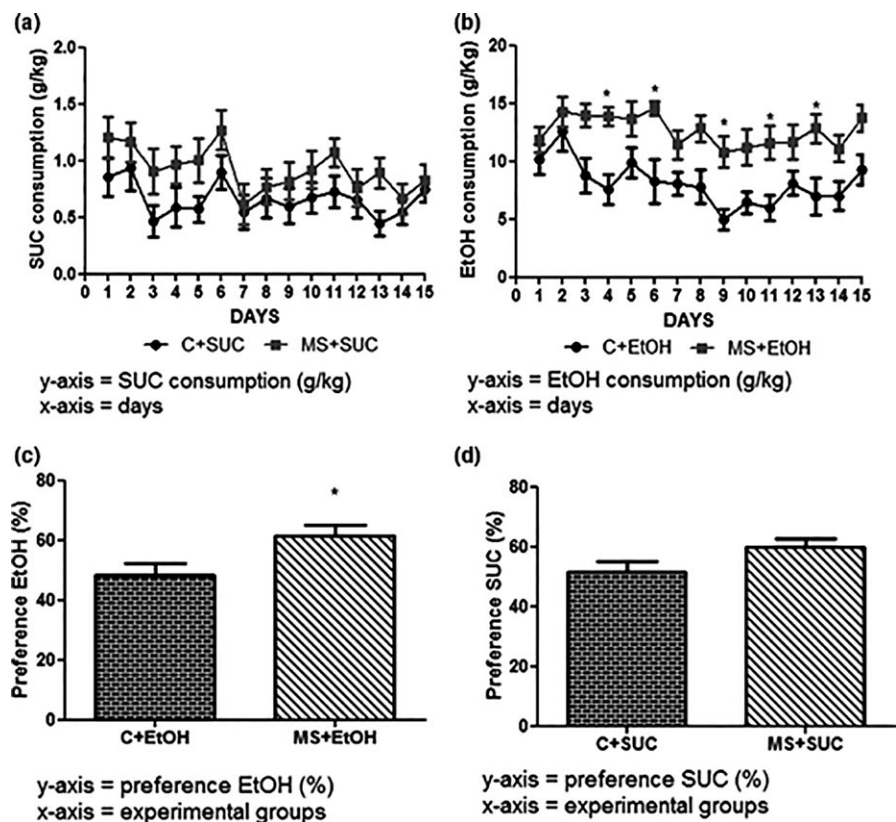 (a)
2.0
1.5
1.0
0.5
0.0
SUC consumption (g/kg)
0 1 2 3 4 5 6 7 8 9 10 11 12 13 14 15
DAYS
C+SUC MS+SUC
y-axis = SUC consumption (g/kg)
x-axis = days
(b)
20
15
10
5
0
EtOH consumption (g/Kg)
* * * * *
0 1 2 3 4 5 6 7 8 9 10 11 12 13 14 15
DAYS
C+EtOH MS+EtOH
y-axis = EtOH consumption (g/kg)
x-axis = days
(c)
80
60
40
20
0
Preference EtOH (%)
*
C+EtOH MS+EtOH
y-axis = preference EtOH (%)
x-axis = experimental groups
(d)
80
60
40
20
0
Preference SUC (%)
C+SUC MS+SUC
y-axis = preference SUC (%)
x-axis = experimental groups